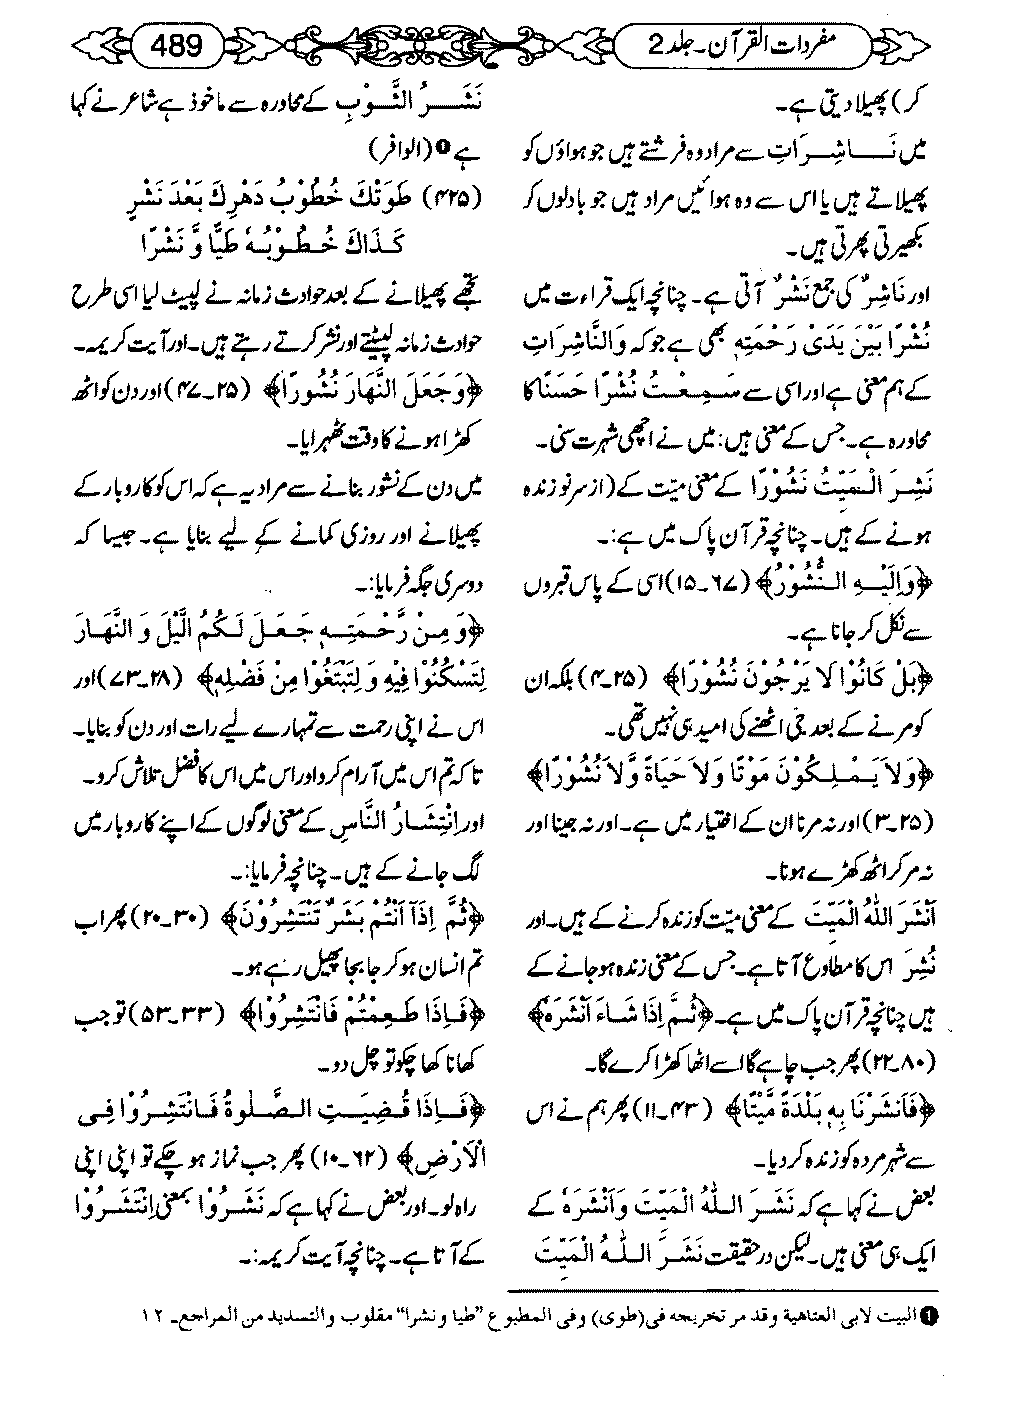 مفردات القرآن۔جلد 2
489
کر) پھیلا دیتی ہے۔
میں نَاشِرَاتِ سے مراد وہ فرشتے ہیں جو ہواؤں کو
پھیلاتے ہیں یا اس سے وہ ہوائیں مراد ہیں جو بادلوں کر
بکھیرتی پھرتی ہیں۔
اور نَاشِرٌ کی جمع نَشْرٌ آتی ہے۔ چنانچہ ایک قراءت میں
نُشْرًا بَيْنَ يَدَىْ رَحْمَتِهٖ بھی ہے جو کہ وَالنَّاشِرَاتِ
کے ہم معنی ہے اور اسی سے سَمِعْتُ نُشْرًا حَسَنًا کا
محاورہ ہے۔ جس کے معنی ہیں: میں نے اچھی شہرت سنی۔
نَشِرَ الْمَيِّتُ نَشُوْرًا کے معنی میّت کے (از سر نو زندہ
ہونے کے ہیں۔ چنانچہ قرآن پاک میں ہے:۔
﴿وَاِلَيْهِ النُّشُوْرُ﴾ (۶۷۔۱۵) اسی کے پاس قبروں
سے نکل کر جانا ہے۔
﴿بَلْ كَانُوْا لَا يَرْجُوْنَ نُشُوْرًا﴾ (۲۵۔۴) بلکہ ان
کو مرنے کے بعد جی اٹھنے کی امید ہی نہیں تھی۔
﴿وَلَا يَمْلِكُوْنَ مَوْتًا وَلَا حَيَاةً وَّلَا نُشُوْرًا﴾
(۲۵۔۳) اور نہ مرنا ان کے اختیار میں ہے۔ اور نہ جینا اور
نہ مر کر اٹھ کھڑے ہونا۔
اَنْشَرَ اللّٰهُ الْمَيِّتَ کے معنی میّت کو زندہ کرنے کے ہیں۔ اور
نُشِرَ اس کا مطاوع آتا ہے۔ جس کے معنی زندہ ہو جانے کے
ہیں چنانچہ قرآن پاک میں ہے۔ ﴿ثُمَّ اِذَا شَاءَ اَنْشَرَهٗ﴾
(۸۰۔۲۲) پھر جب چاہے گا اسے اٹھا کھڑا کرے گا۔
﴿فَاَنْشَرْنَا بِهٖ بَلْدَةً مَّيْتًا﴾ (۴۳۔۱۱) پھر ہم نے اس
سے شہر مردہ کو زندہ کر دیا۔
بعض نے کہا ہے کہ نَشَرَ اللّٰهُ الْمَيِّتَ وَاَنْشَرَهٗ کے
ایک ہی معنی ہیں۔ لیکن در حقیقت نَشَرَ اللّٰهُ الْمَيِّتَ
نَشَرُ الثَّوْبِ کے محاورہ سے ماخوذ ہے شاعر نے کہا
ہے ❶ (الوافر)
(۴۲۵) طَوَتْكَ خُطُوْبُ دَهْرِكَ بَعْدَ نَشْرٍ
كَذَاكَ خُطُوْبُهٗ طَيًّا وَّ نَشْرًا
تجھے پھیلانے کے بعد حوادث زمانہ نے لپیٹ لیا اسی طرح
حوادث زمانہ لپیٹتے اور نشر کرتے رہتے ہیں۔ اور آیت کریمہ۔
﴿وَجَعَلَ النَّهَارَ نُشُورًا﴾ (۲۵۔۴۷) اور دن کو اٹھ
کھڑا ہونے کا وقت ٹھہرایا۔
میں دن کے نشور بنانے سے مراد یہ ہے کہ اس کو کاروبار کے
پھیلانے اور روزی کمانے کے لیے بنایا ہے۔ جیسا کہ
دوسری جگہ فرمایا:۔
﴿وَمِنْ رَّحْمَتِهٖ جَعَلَ لَكُمُ الَّيْلَ وَ النَّهَارَ
لِتَسْكُنُوْا فِيْهِ وَ لِتَبْتَغُوْا مِنْ فَضْلِهٖ﴾ (۲۸۔۷۳) اور
اس نے اپنی رحمت سے تمہارے لیے رات اور دن کو بنایا۔
تاکہ تم اس میں آرام کرو اور اس میں اس کا فضل تلاش کرو۔
اور اِنْتِشَارُ النَّاسِ کے معنی لوگوں کے اپنے کاروبار میں
لگ جانے کے ہیں۔ چنانچہ فرمایا:۔
﴿ثُمَّ اِذَآ اَنْتُمْ بَشَرٌ تَنْتَشِرُوْنَ﴾ (۳۰۔۲۰) پھر اب
تم انسان ہو کر جا بجا پھیل رہے ہو۔
﴿فَاِذَا طَعِمْتُمْ فَانْتَشِرُوْا﴾ (۳۳۔۵۳) تو جب
کھانا کھا چکو تو چل دو۔
﴿فَاِذَا قُضِيَتِ الصَّلٰوةُ فَانْتَشِرُوْا فِى
الْاَرْضِ﴾ (۶۲۔۱۰) پھر جب نماز ہو چکے تو اپنی اپنی
راہ لو۔ اور بعض نے کہا ہے کہ نَشَرُوْا بمعنی اِنْتَشَرُوْا
کے آتا ہے۔ چنانچہ آیت کریمہ:۔
❶ البيت لابى العتاهية وقد مر تخريجه فى (طوى) وفى المطبوع "طيا ونشرا" مقلوب والتسديد من المراجع۔ ۱۲